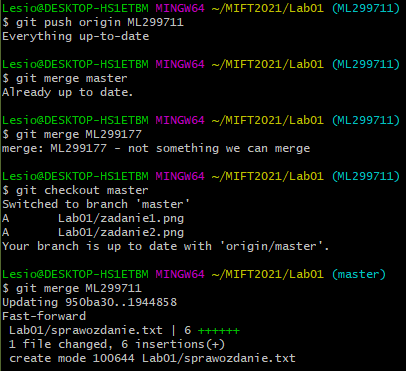 Lesio@DESKTOP-HS1ETBM MINGW64 ~/MIFT2021/Lab01 (ML299711)
$ git push origin ML299711
Everything up-to-date
Lesio@DESKTOP-HS1ETBM MINGW64 ~/MIFT2021/Lab01 (ML299711)
$ git merge master
Already up to date.
Lesio@DESKTOP-HS1ETBM MINGW64 ~/MIFT2021/Lab01 (ML299711)
$ git merge ML299177
merge: ML299177 - not something we can merge
Lesio@DESKTOP-HS1ETBM MINGW64 ~/MIFT2021/Lab01 (ML299711)
$ git checkout master
Switched to branch 'master'
A       Lab01/zadanie1.png
A       Lab01/zadanie2.png
Your branch is up to date with 'origin/master'.
Lesio@DESKTOP-HS1ETBM MINGW64 ~/MIFT2021/Lab01 (master)
$ git merge ML299711
Updating 950ba30..1944858
Fast-forward
 Lab01/sprawozdanie.txt | 6 ++++++
 1 file changed, 6 insertions(+)
 create mode 100644 Lab01/sprawozdanie.txt